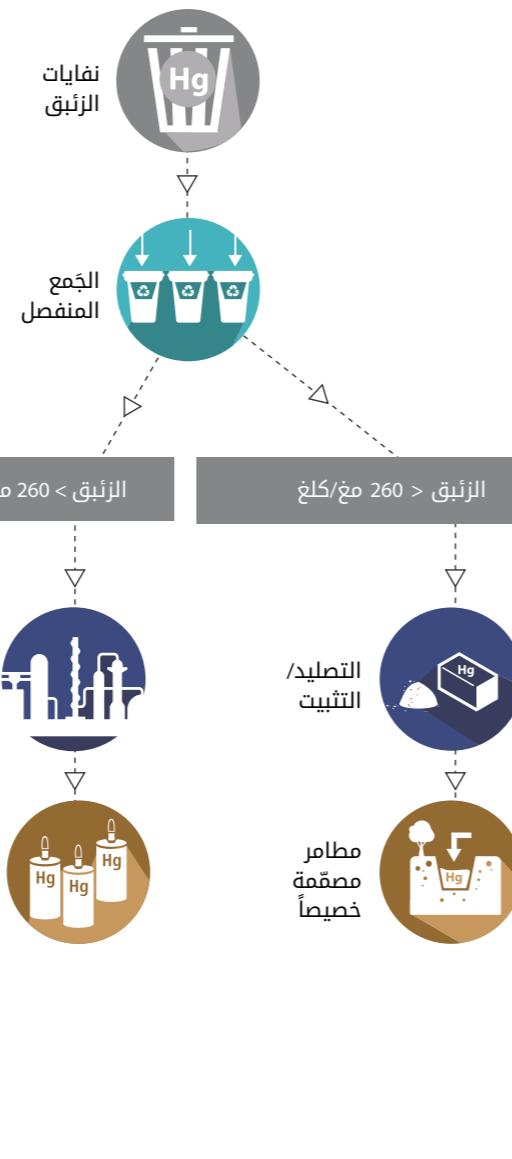 Hg
نفايات
الزئبق
الجَمع
المنفصل
الزئبق < 260 مغ/كلغ
الزئبق > 260
Hg
التصليد/
التثبيت
Hg
Hg
Hg
مطامر
مصمّمة
خصيصاً
Hg